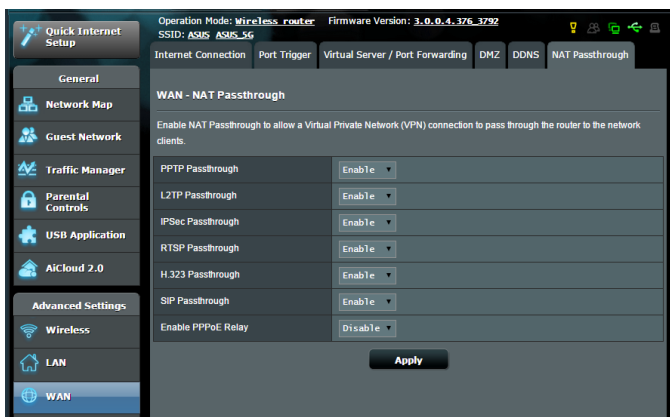 Quick Internet
Setup
Operation Mode: Wireless router Firmware Version: 3.0.0.4.376_3792
SSID: ASUS ASUS_5G
Internet Connection Port Trigger Virtual Server / Port Forwarding DMZ DDNS NAT Passthrough
General
Network Map
Guest Network
Traffic Manager
Parental
Controls
USB Application
AiCloud 2.0
Advanced Settings
Wireless
LAN
WAN
WAN - NAT Passthrough
Enable NAT Passthrough to allow a Virtual Private Network (VPN) connection to pass through the router to the network
clients.
PPTP Passthrough Enable
L2TP Passthrough Enable
IPSec Passthrough Enable
RTSP Passthrough Enable
H.323 Passthrough Enable
SIP Passthrough Enable
Enable PPPoE Relay Disable
Apply